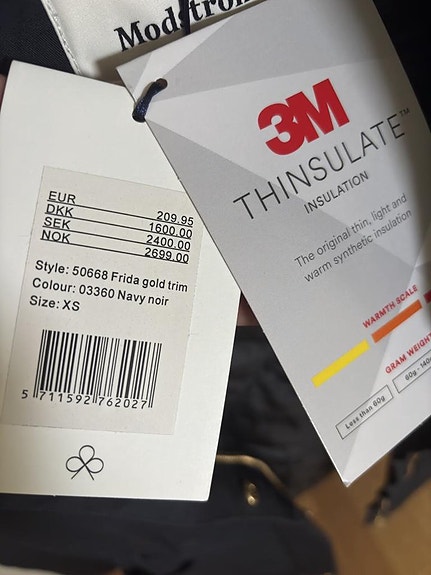 Modström
EUR 209.95
DKK 1600.00
SEK 2400.00
NOK 2699.00
Style: 50668 Frida gold trim
Colour: 03360 Navy noir
Size: XS
5 711592 762027
3M
THINSULATE™
INSULATION
The original thin, light and
warm synthetic insulation
WARMTH SCALE
GRAM WEIGHT
Less than 60g
60g - 140